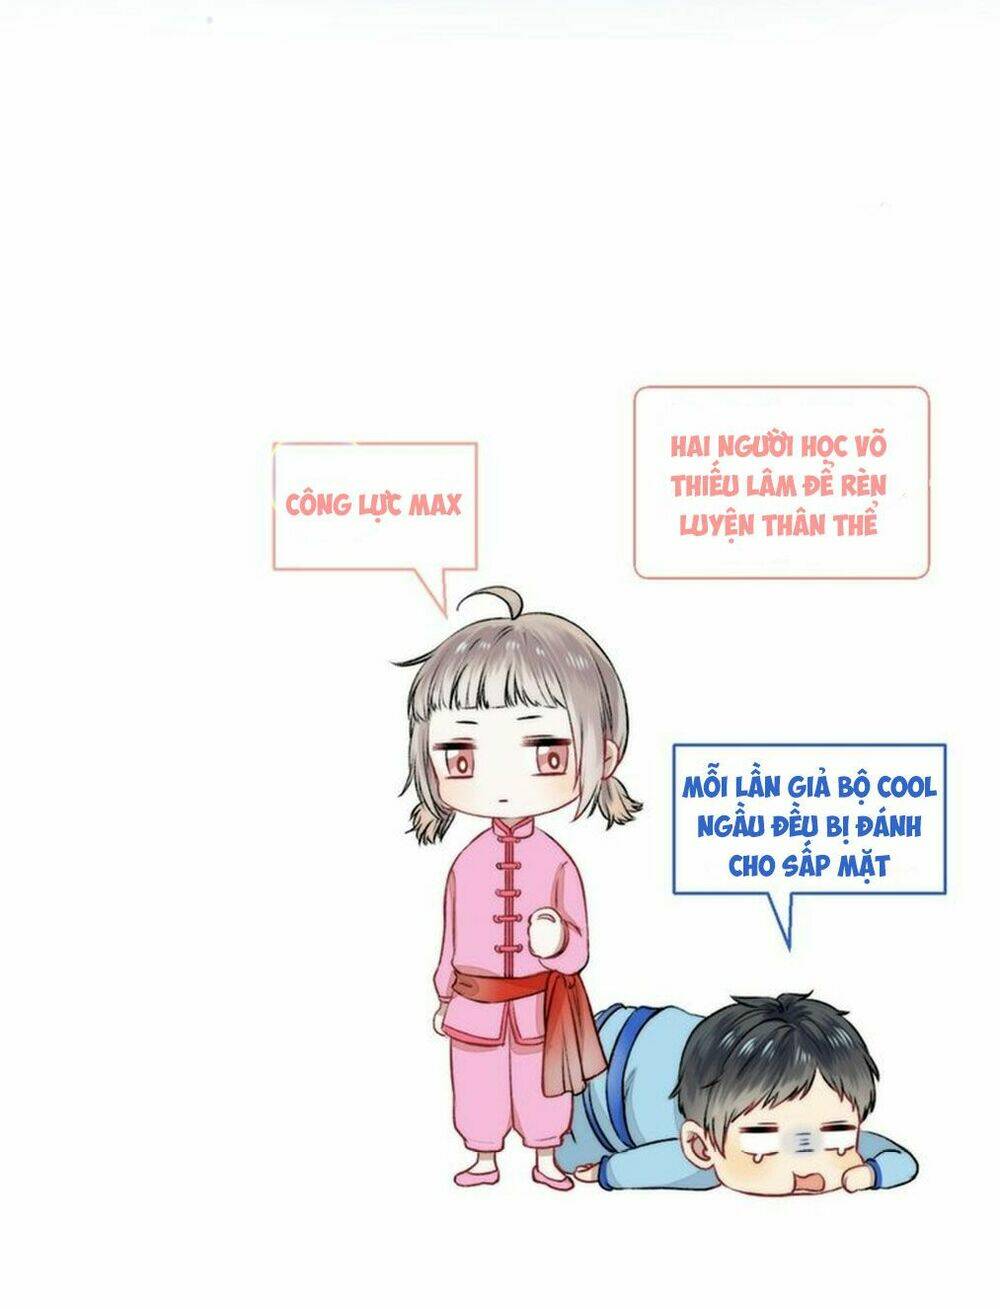 HAI NGƯỜI HỌC VÕ
THIẾU LÂM ĐỂ RÈN
LUYỆN THÂN THỂ
CÔNG LỰC MAX
MỖI LẦN GIẢ BỘ COOL
NGẦU ĐỀU BỊ ĐÁNH
CHO SẤP MẶT